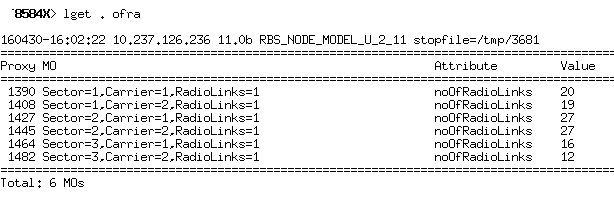 8584X> lget . ofra
160430-16:02:22 10.237.126.236 11.0b RBS_NODE_MODEL_U_2_11 stopfile=/tmp/3681
=================================================================================
Proxy MO Attribute Value
=================================================================================
1390 Sector=1,Carrier=1,RadioLinks=1 noOfRadioLinks 20
1408 Sector=1,Carrier=2,RadioLinks=1 noOfRadioLinks 19
1427 Sector=2,Carrier=1,RadioLinks=1 noOfRadioLinks 27
1445 Sector=2,Carrier=2,RadioLinks=1 noOfRadioLinks 27
1464 Sector=3,Carrier=1,RadioLinks=1 noOfRadioLinks 16
1482 Sector=3,Carrier=2,RadioLinks=1 noOfRadioLinks 12
=================================================================================
Total: 6 MOs